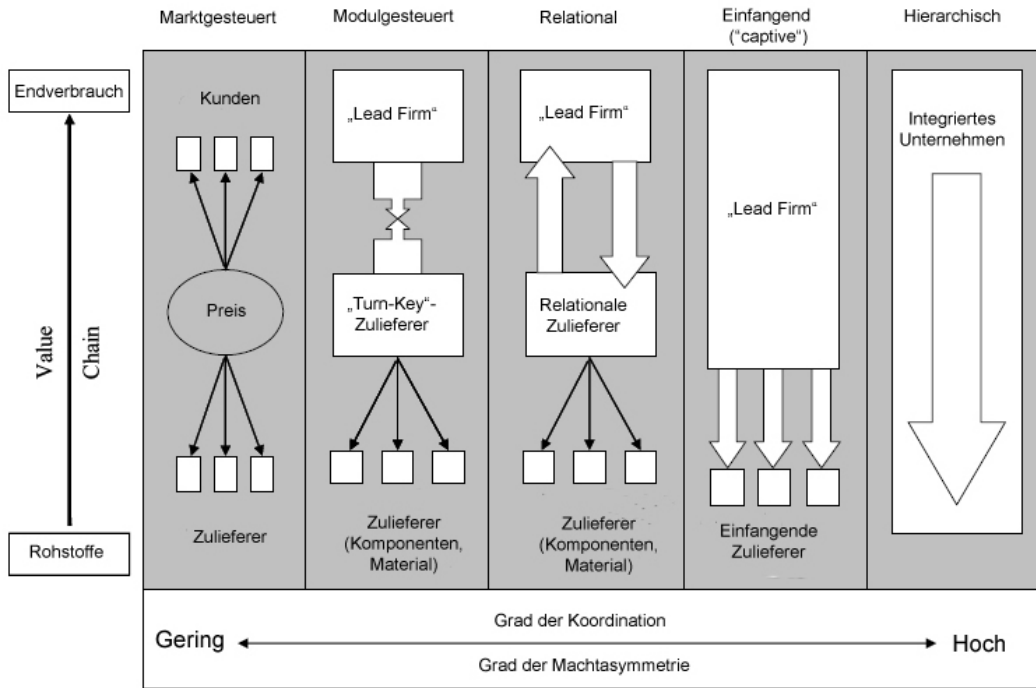 Marktgesteuert
Modulgesteuert
Relational
Einfangend
(“captive“)
Hierarchisch
Endverbrauch
Value
Chain
Rohstoffe
Kunden
Preis
Zulieferer
„Lead Firm“
„Turn-Key“-
Zulieferer
Zulieferer
(Komponenten,
Material)
„Lead Firm“
Relationale
Zulieferer
Zulieferer
(Komponenten,
Material)
„Lead Firm“
Einfangende
Zulieferer
Integriertes
Unternehmen
Grad der Koordination
Gering
Hoch
Grad der Machtasymmetrie